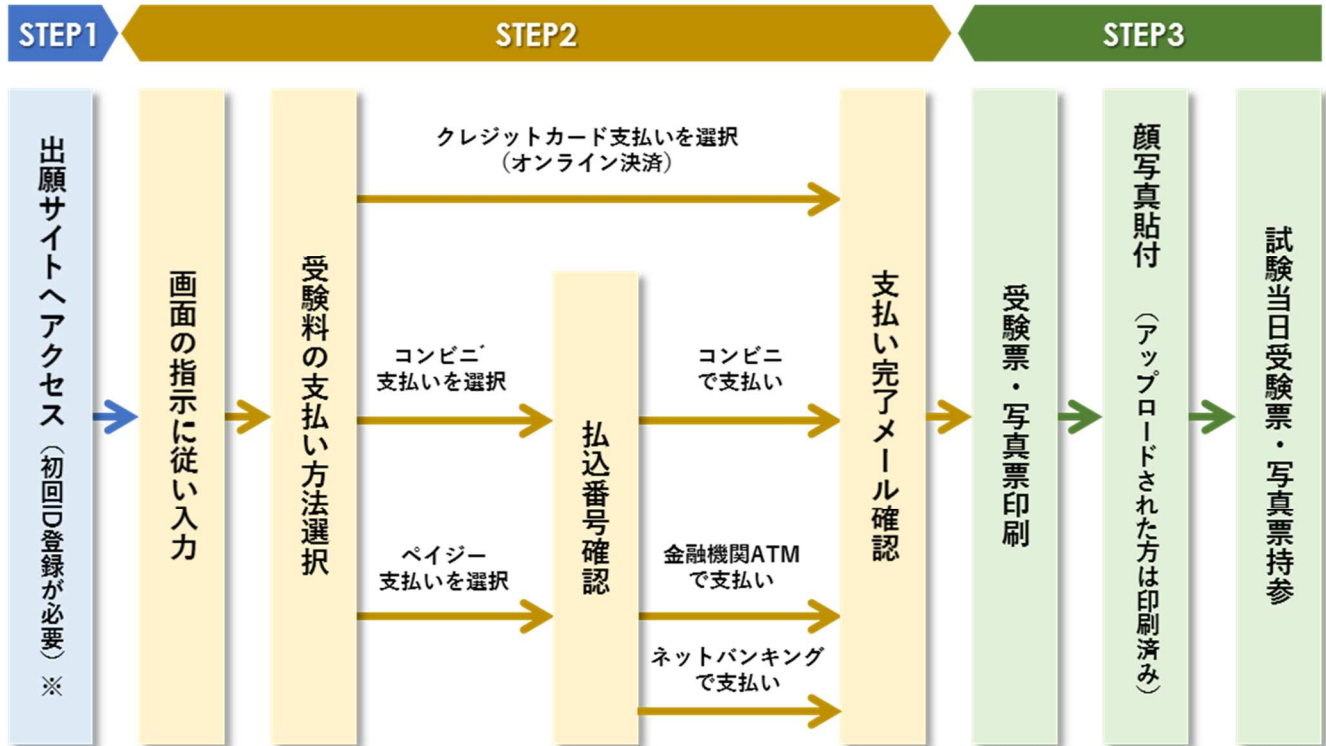 STEP1
STEP2
STEP3
出願サイトへアクセス（初回ID登録が必要）※
画面の指示に従い入力
受験料の支払い方法選択
クレジットカード支払いを選択
（オンライン決済）
コンビニ
支払いを選択
ペイジー
支払いを選択
払込番号確認
コンビニ
で支払い
金融機関ATM
で支払い
ネットバンキング
で支払い
支払い完了メール確認
受験票・写真票印刷
顔写真貼付（アップロードされた方は印刷済み）
試験当日受験票・写真票持参